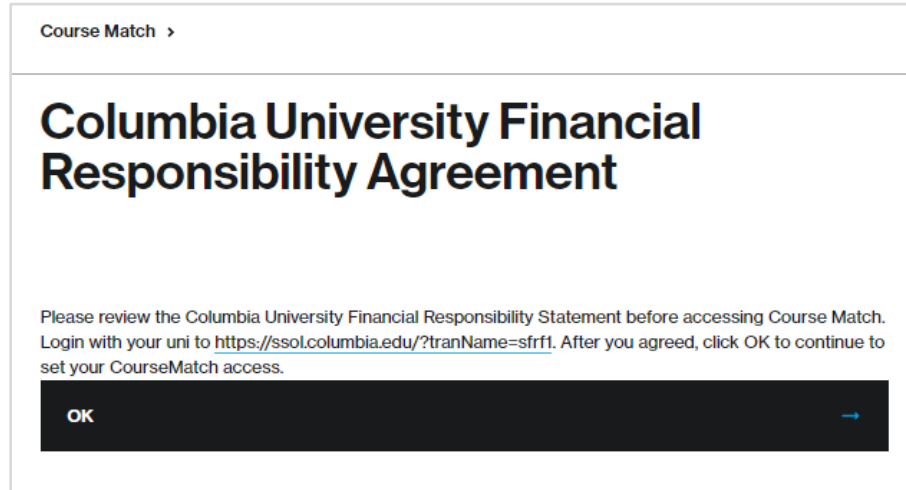 Course Match >
Columbia University Financial
Responsibility Agreement
Please review the Columbia University Financial Responsibility Statement before accessing Course Match.
Login with your uni to https://ssol.columbia.edu/?tranName=sfrf1. After you agreed, click OK to continue to
set your CourseMatch access.
OK →